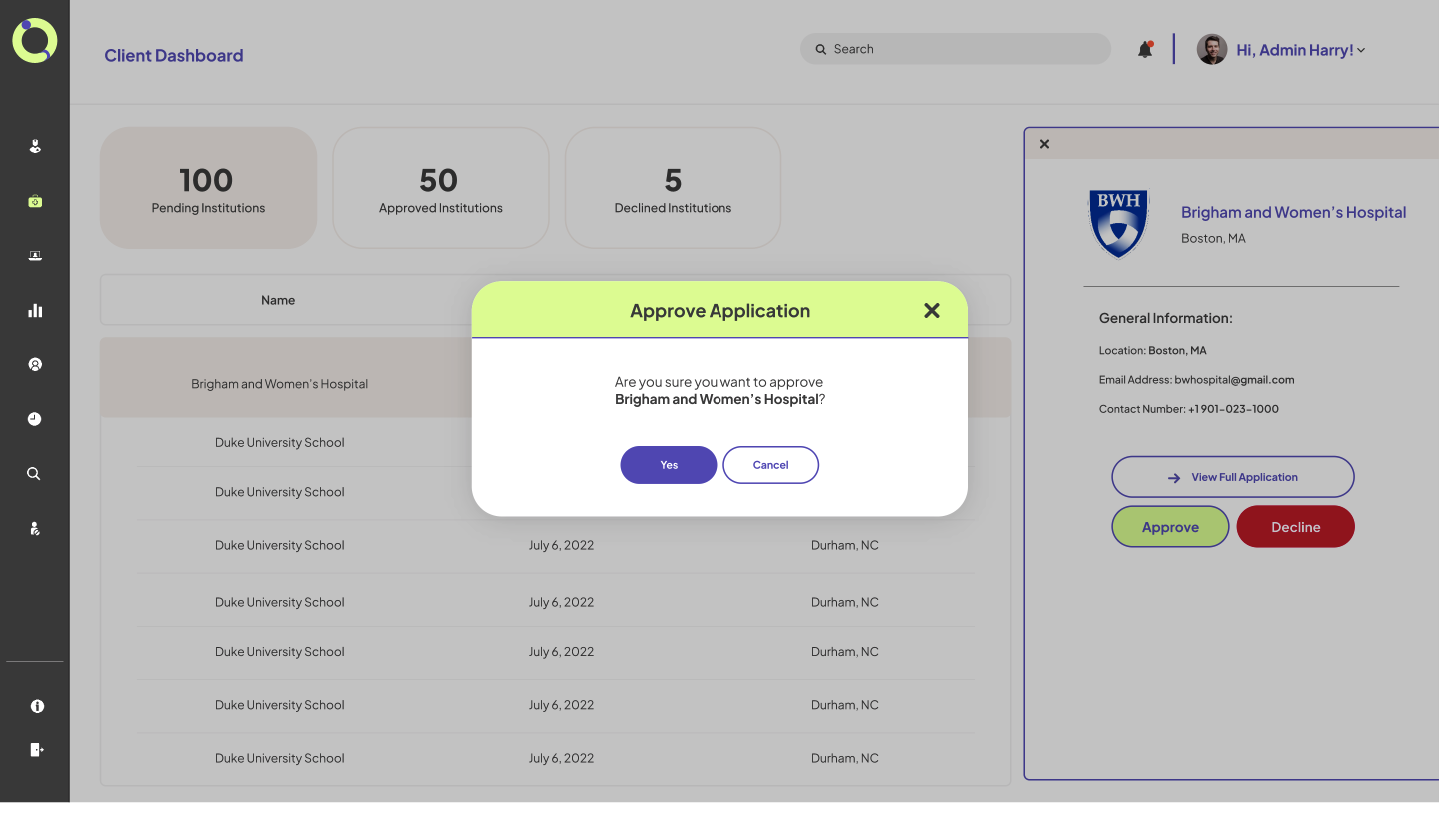 Client Dashboard
Search
Hi, Admin Harry!
100
Pending Institutions
50
Approved Institutions
5
Declined Institutions
Name
Brigham and Women's Hospital
Duke University School
Duke University School
Duke University School July 6, 2022 Durham, NC
Duke University School July 6, 2022 Durham, NC
Duke University School July 6, 2022 Durham, NC
Duke University School July 6, 2022 Durham, NC
Duke University School July 6, 2022 Durham, NC
Approve Application
Are you sure you want to approve
Brigham and Women's Hospital?
Yes
Cancel
BWH
Brigham and Women's Hospital
Boston, MA
General Information:
Location: Boston, MA
Email Address: bwhospital@gmail.com
Contact Number: +1 901-023-1000
View Full Application
Approve
Decline